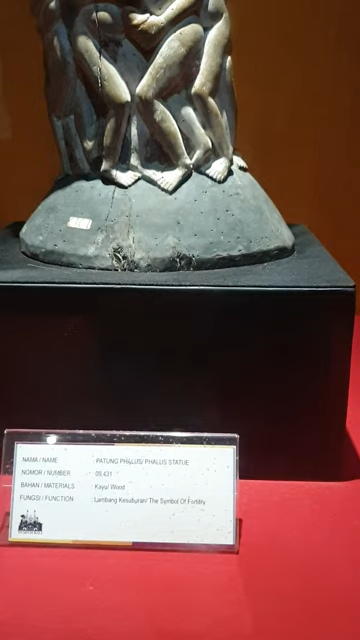 NAMA / NAME : PATUNG PHALUS/ PHALUS STATUE
NOMOR / NUMBER : 09.431
BAHAN / MATERIALS : Kayu/ Wood
FUNGSI / FUNCTION : Lambang Kesuburan/ The Symbol Of Fertility